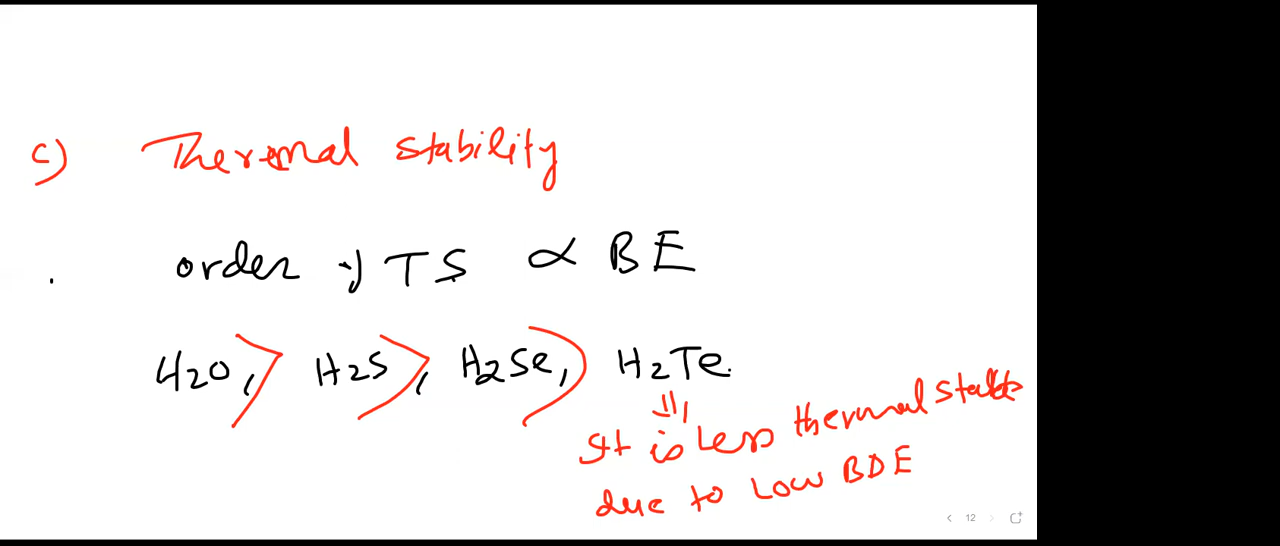 c) Thermal stability
order of TS ∝ BE
H2O, > H2S >, H2Se, > H2Te.
It is Less thermal stable
due to Low BDE
12